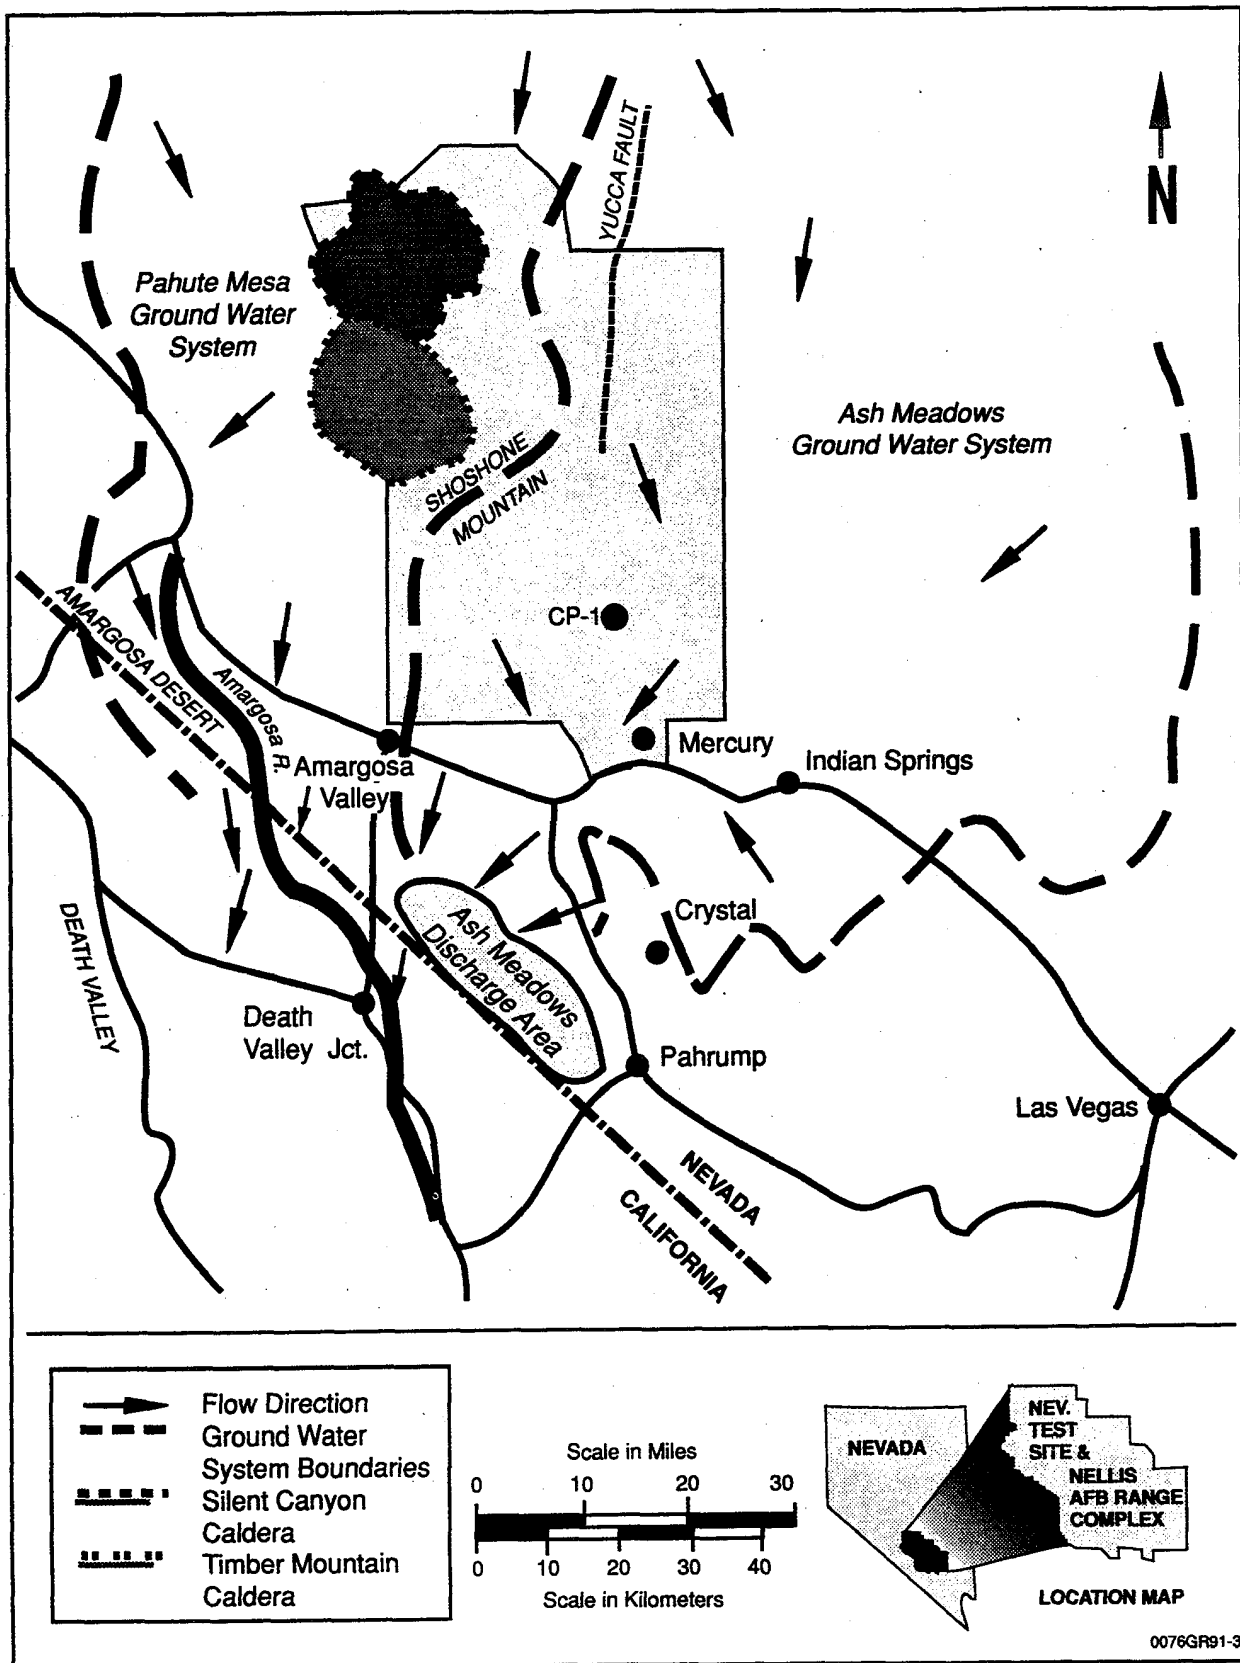 YUCCA FAULT
N
Pahute Mesa
Ground Water
System
Ash Meadows
Ground Water System
SHOSHONE
MOUNTAIN
CP-1
AMARGOSA DESERT
Amargosa R.
Amargosa
Valley
Mercury
Indian Springs
DEATH VALLEY
Ash Meadows
Discharge Area
Crystal
Death
Valley Jct.
Pahrump
Las Vegas
NEVADA
CALIFORNIA
Flow Direction
Ground Water
System Boundaries
Silent Canyon
Caldera
Timber Mountain
Caldera
Scale in Miles
0 10 20 30
0 10 20 30 40
Scale in Kilometers
NEVADA
NEV.
TEST
SITE &
NELLIS
AFB RANGE
COMPLEX
LOCATION MAP
0076GR91-3